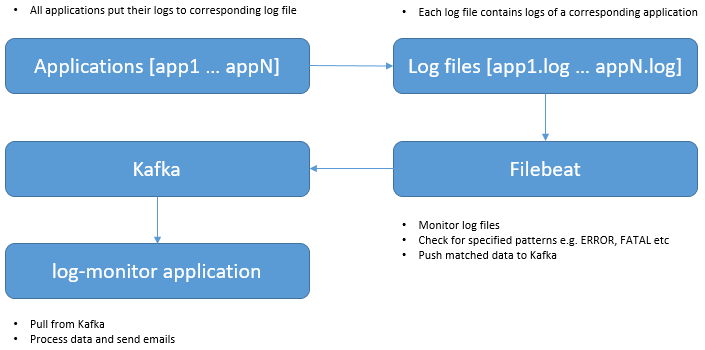 • All applications put their logs to corresponding log file
• Each log file contains logs of a corresponding application
Applications [app1 ... appN]
Log files [app1.log ... appN.log]
Kafka
Filebeat
• Monitor log files
• Check for specified patterns e.g. ERROR, FATAL etc
• Push matched data to Kafka
log-monitor application
• Pull from Kafka
• Process data and send emails